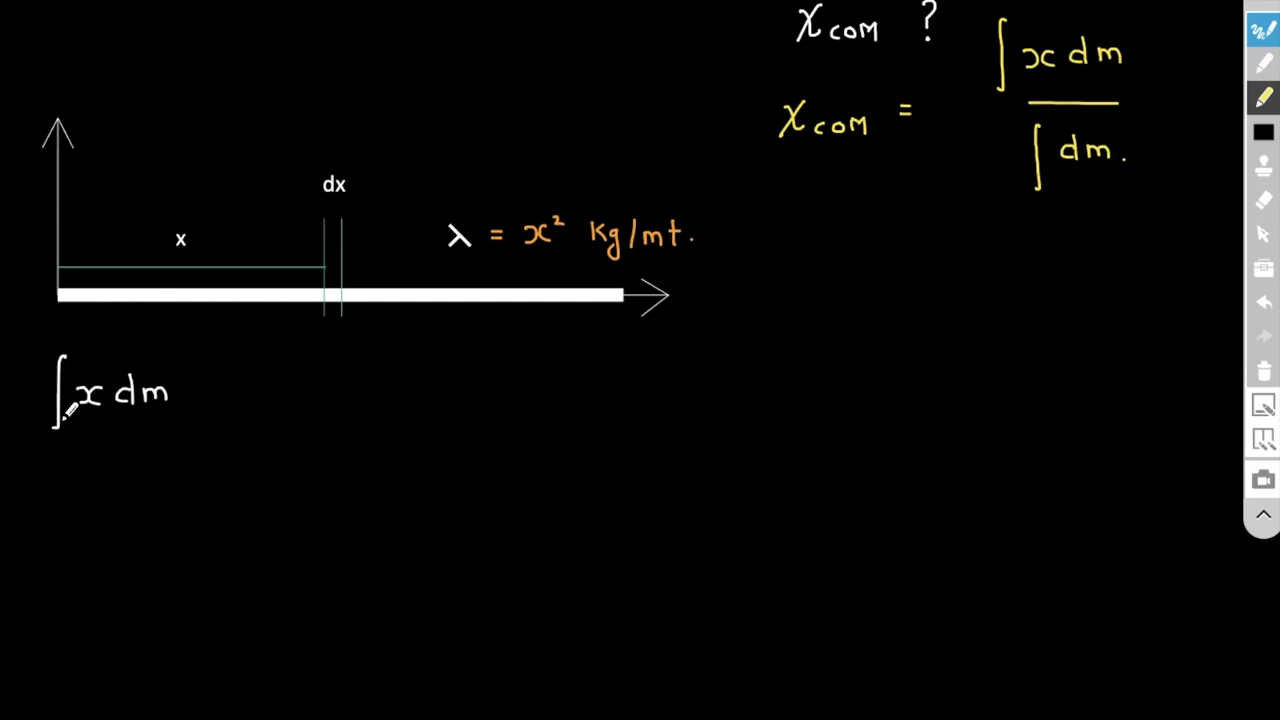 x_COM ?
x_COM = ∫ x dm / ∫ dm.
dx
x
λ = x² kg/mt.
∫ x dm